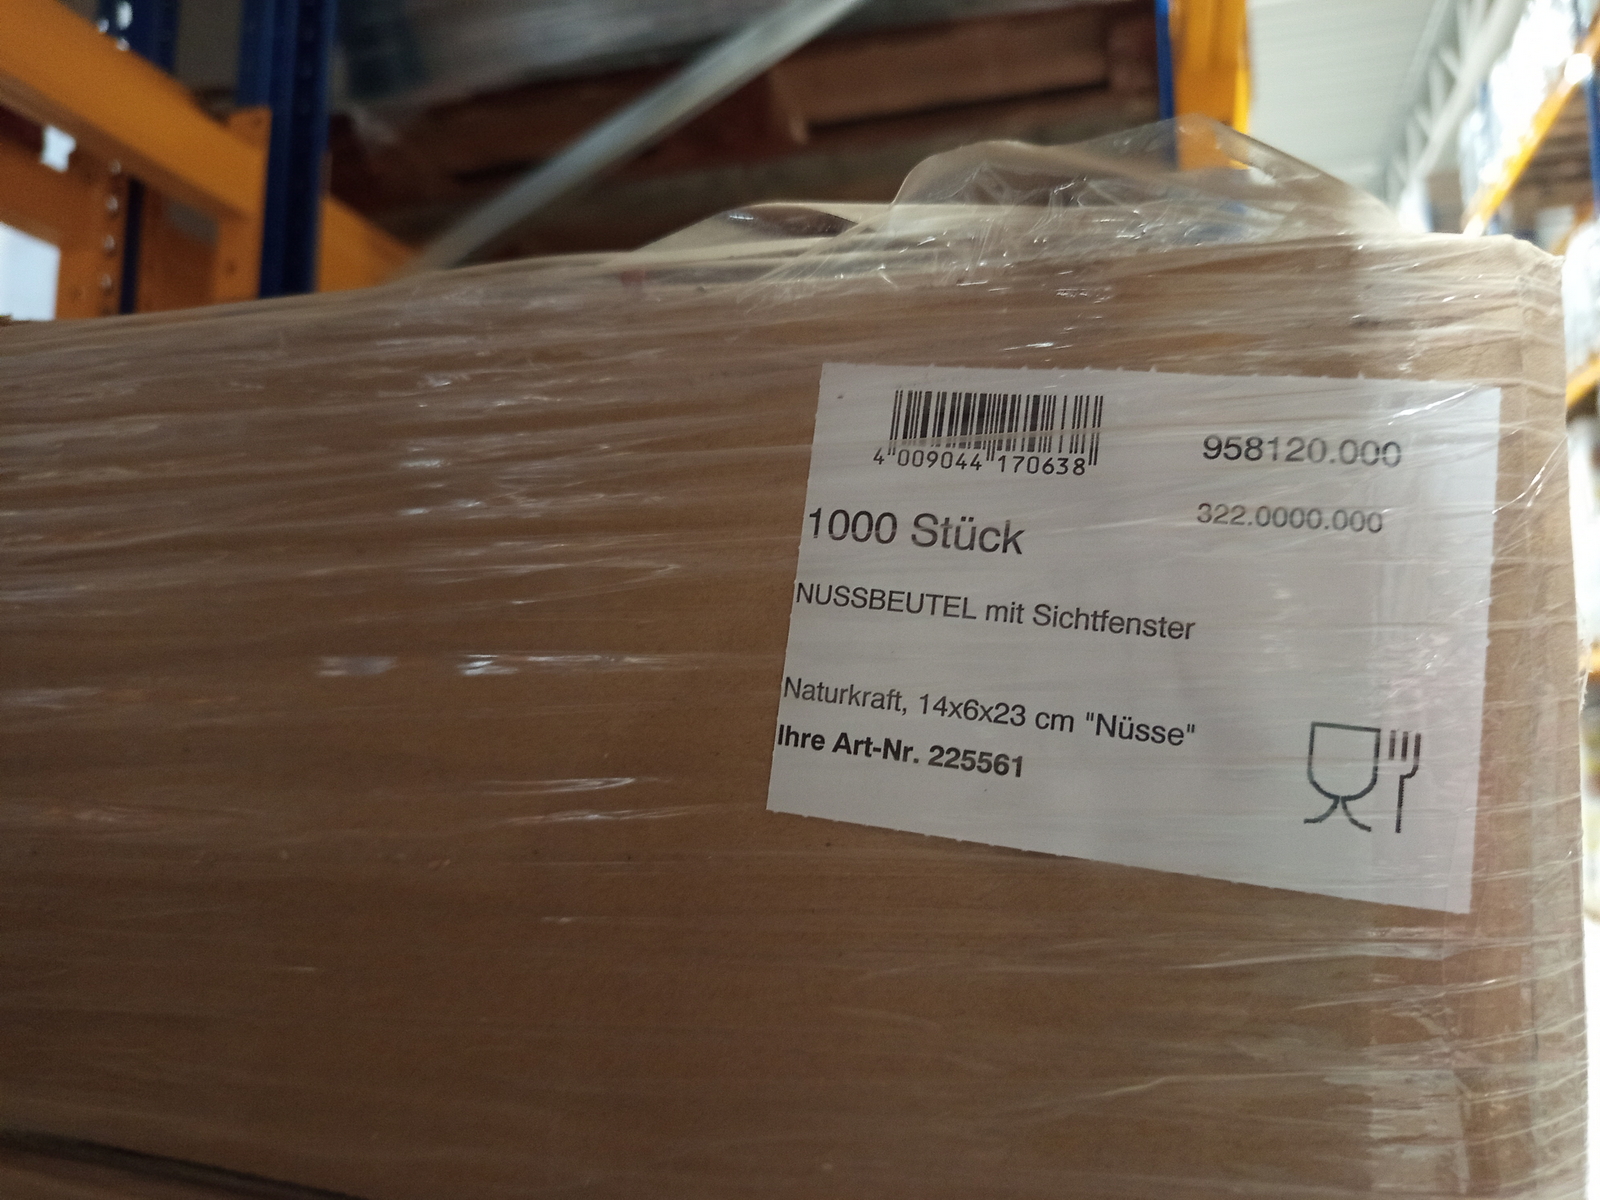 4 009044 170638
958120.000
322.0000.000
1000 Stück
NUSSBEUTEL mit Sichtfenster
Naturkraft, 14x6x23 cm "Nüsse"
Ihre Art-Nr. 225561